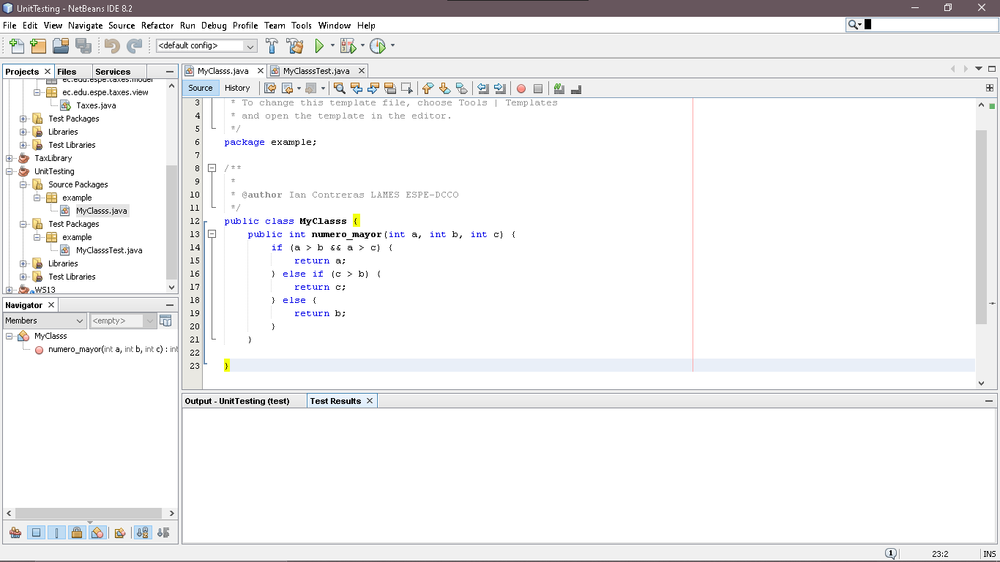 UnitTesting - NetBeans IDE 8.2
File Edit View Navigate Source Refactor Run Debug Profile Team Tools Window Help
<default config>
Projects Files Services
ec.edu.espe.taxes.model
ec.edu.espe.taxes.view
Taxes.java
Test Packages
Libraries
Test Libraries
TaxLibrary
UnitTesting
Source Packages
example
MyClasss.java
Test Packages
example
MyClasssTest.java
Libraries
Test Libraries
WS13
Navigator
Members <empty>
MyClasss
numero_mayor(int a, int b, int c) : int
MyClasss.java MyClasssTest.java
Source History
3 * To change this template file, choose Tools | Templates
4 * and open the template in the editor.
5 */
6 package example;
7
8 /**
9 *
10 * @author Ian Contreras LAMES ESPE-DCCO
11 */
12 public class MyClasss {
13 public int numero_mayor(int a, int b, int c) {
14 if (a > b && a > c) {
15 return a;
16 } else if (c > b) {
17 return c;
18 } else {
19 return b;
20 }
21 }
22
23 }
Output - UnitTesting (test) Test Results
1 23:2 INS